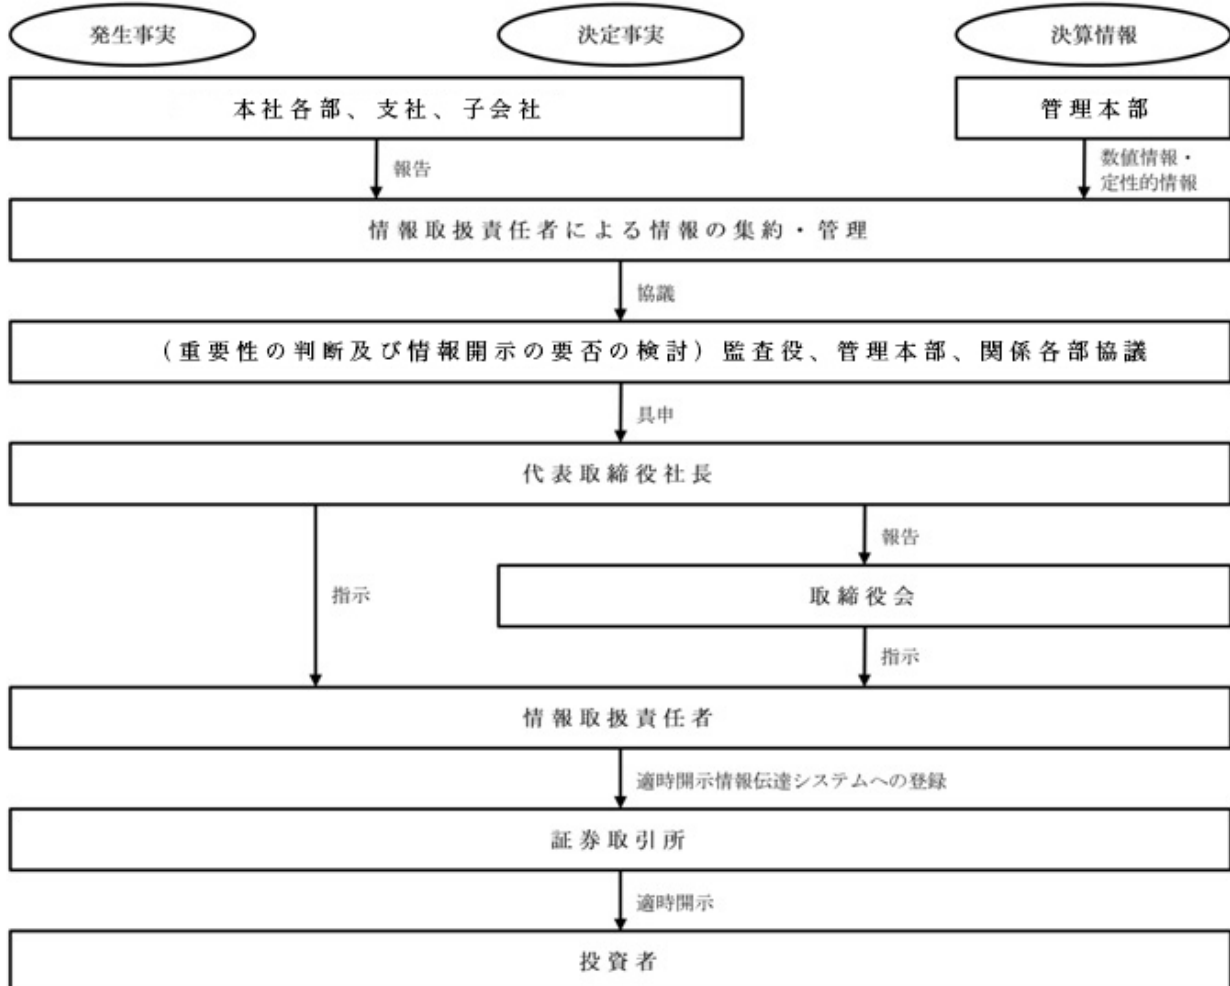 発生事実
決定事実
決算情報
本社各部、支社、子会社
管理本部
報告
数値情報・
定性的情報
情報取扱責任者による情報の集約・管理
協議
(重要性の判断及び情報開示の要否の検討) 監査役、管理本部、関係各部協議
具申
代表取締役社長
報告
指示
取締役会
指示
情報取扱責任者
適時開示情報伝達システムへの登録
証券取引所
適時開示
投資者